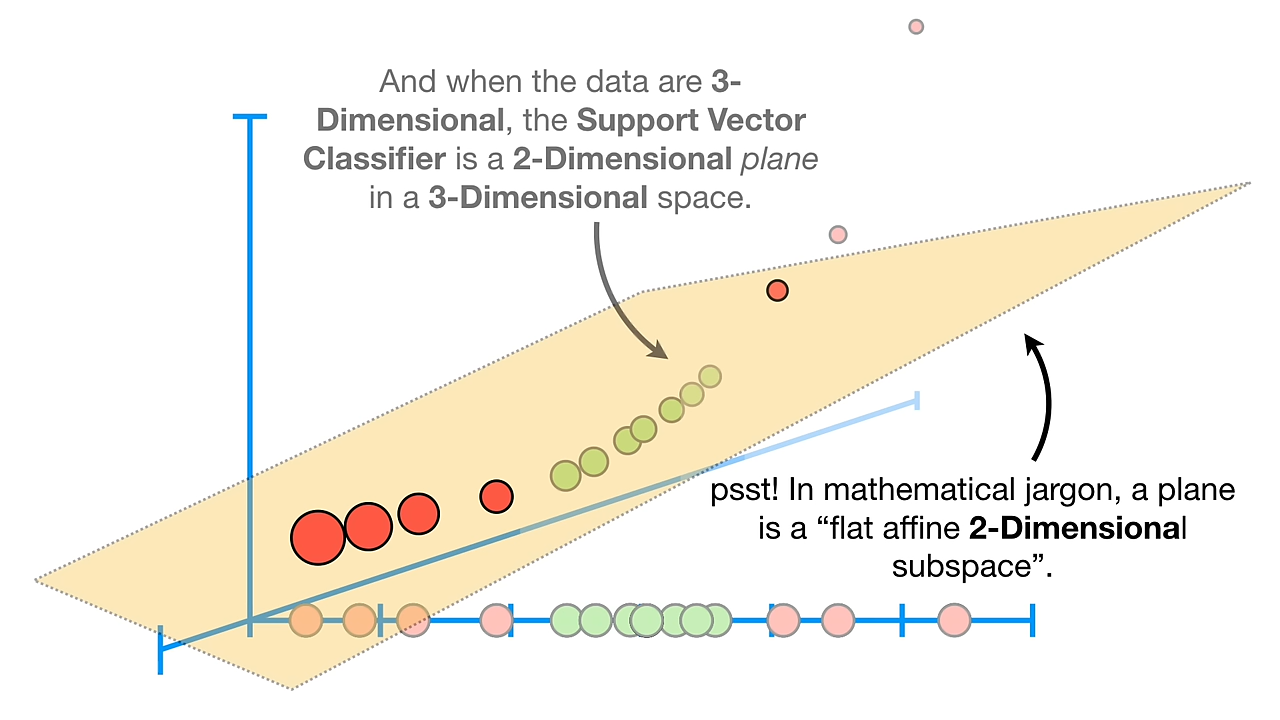 And when the data are 3-
Dimensional, the Support Vector
Classifier is a 2-Dimensional plane
in a 3-Dimensional space.
psst! In mathematical jargon, a plane
is a “flat affine 2-Dimensional
subspace”.